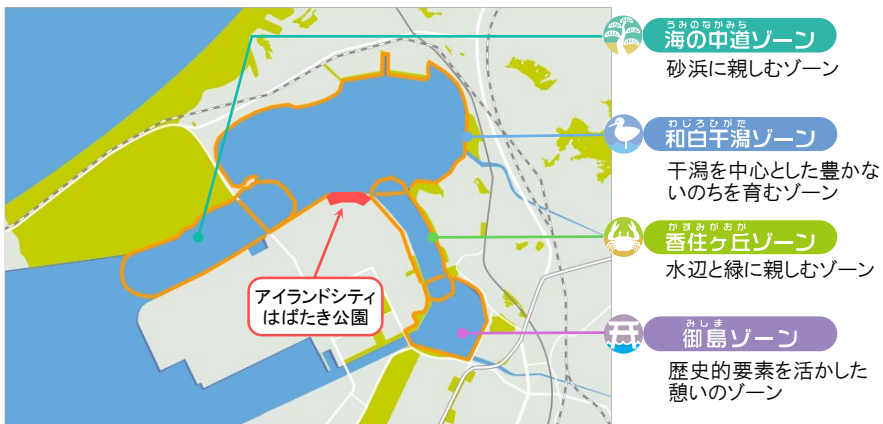 うみのなかみち
海の中道ゾーン
砂浜に親しむゾーン
わじろひがた
和白干潟ゾーン
干潟を中心とした豊かな
いのちを育むゾーン
かすみがおか
香住ヶ丘ゾーン
水辺と緑に親しむゾーン
アイランドシティ
はばたき公園
みしま
御島ゾーン
歴史的要素を活かした
憩いのゾーン